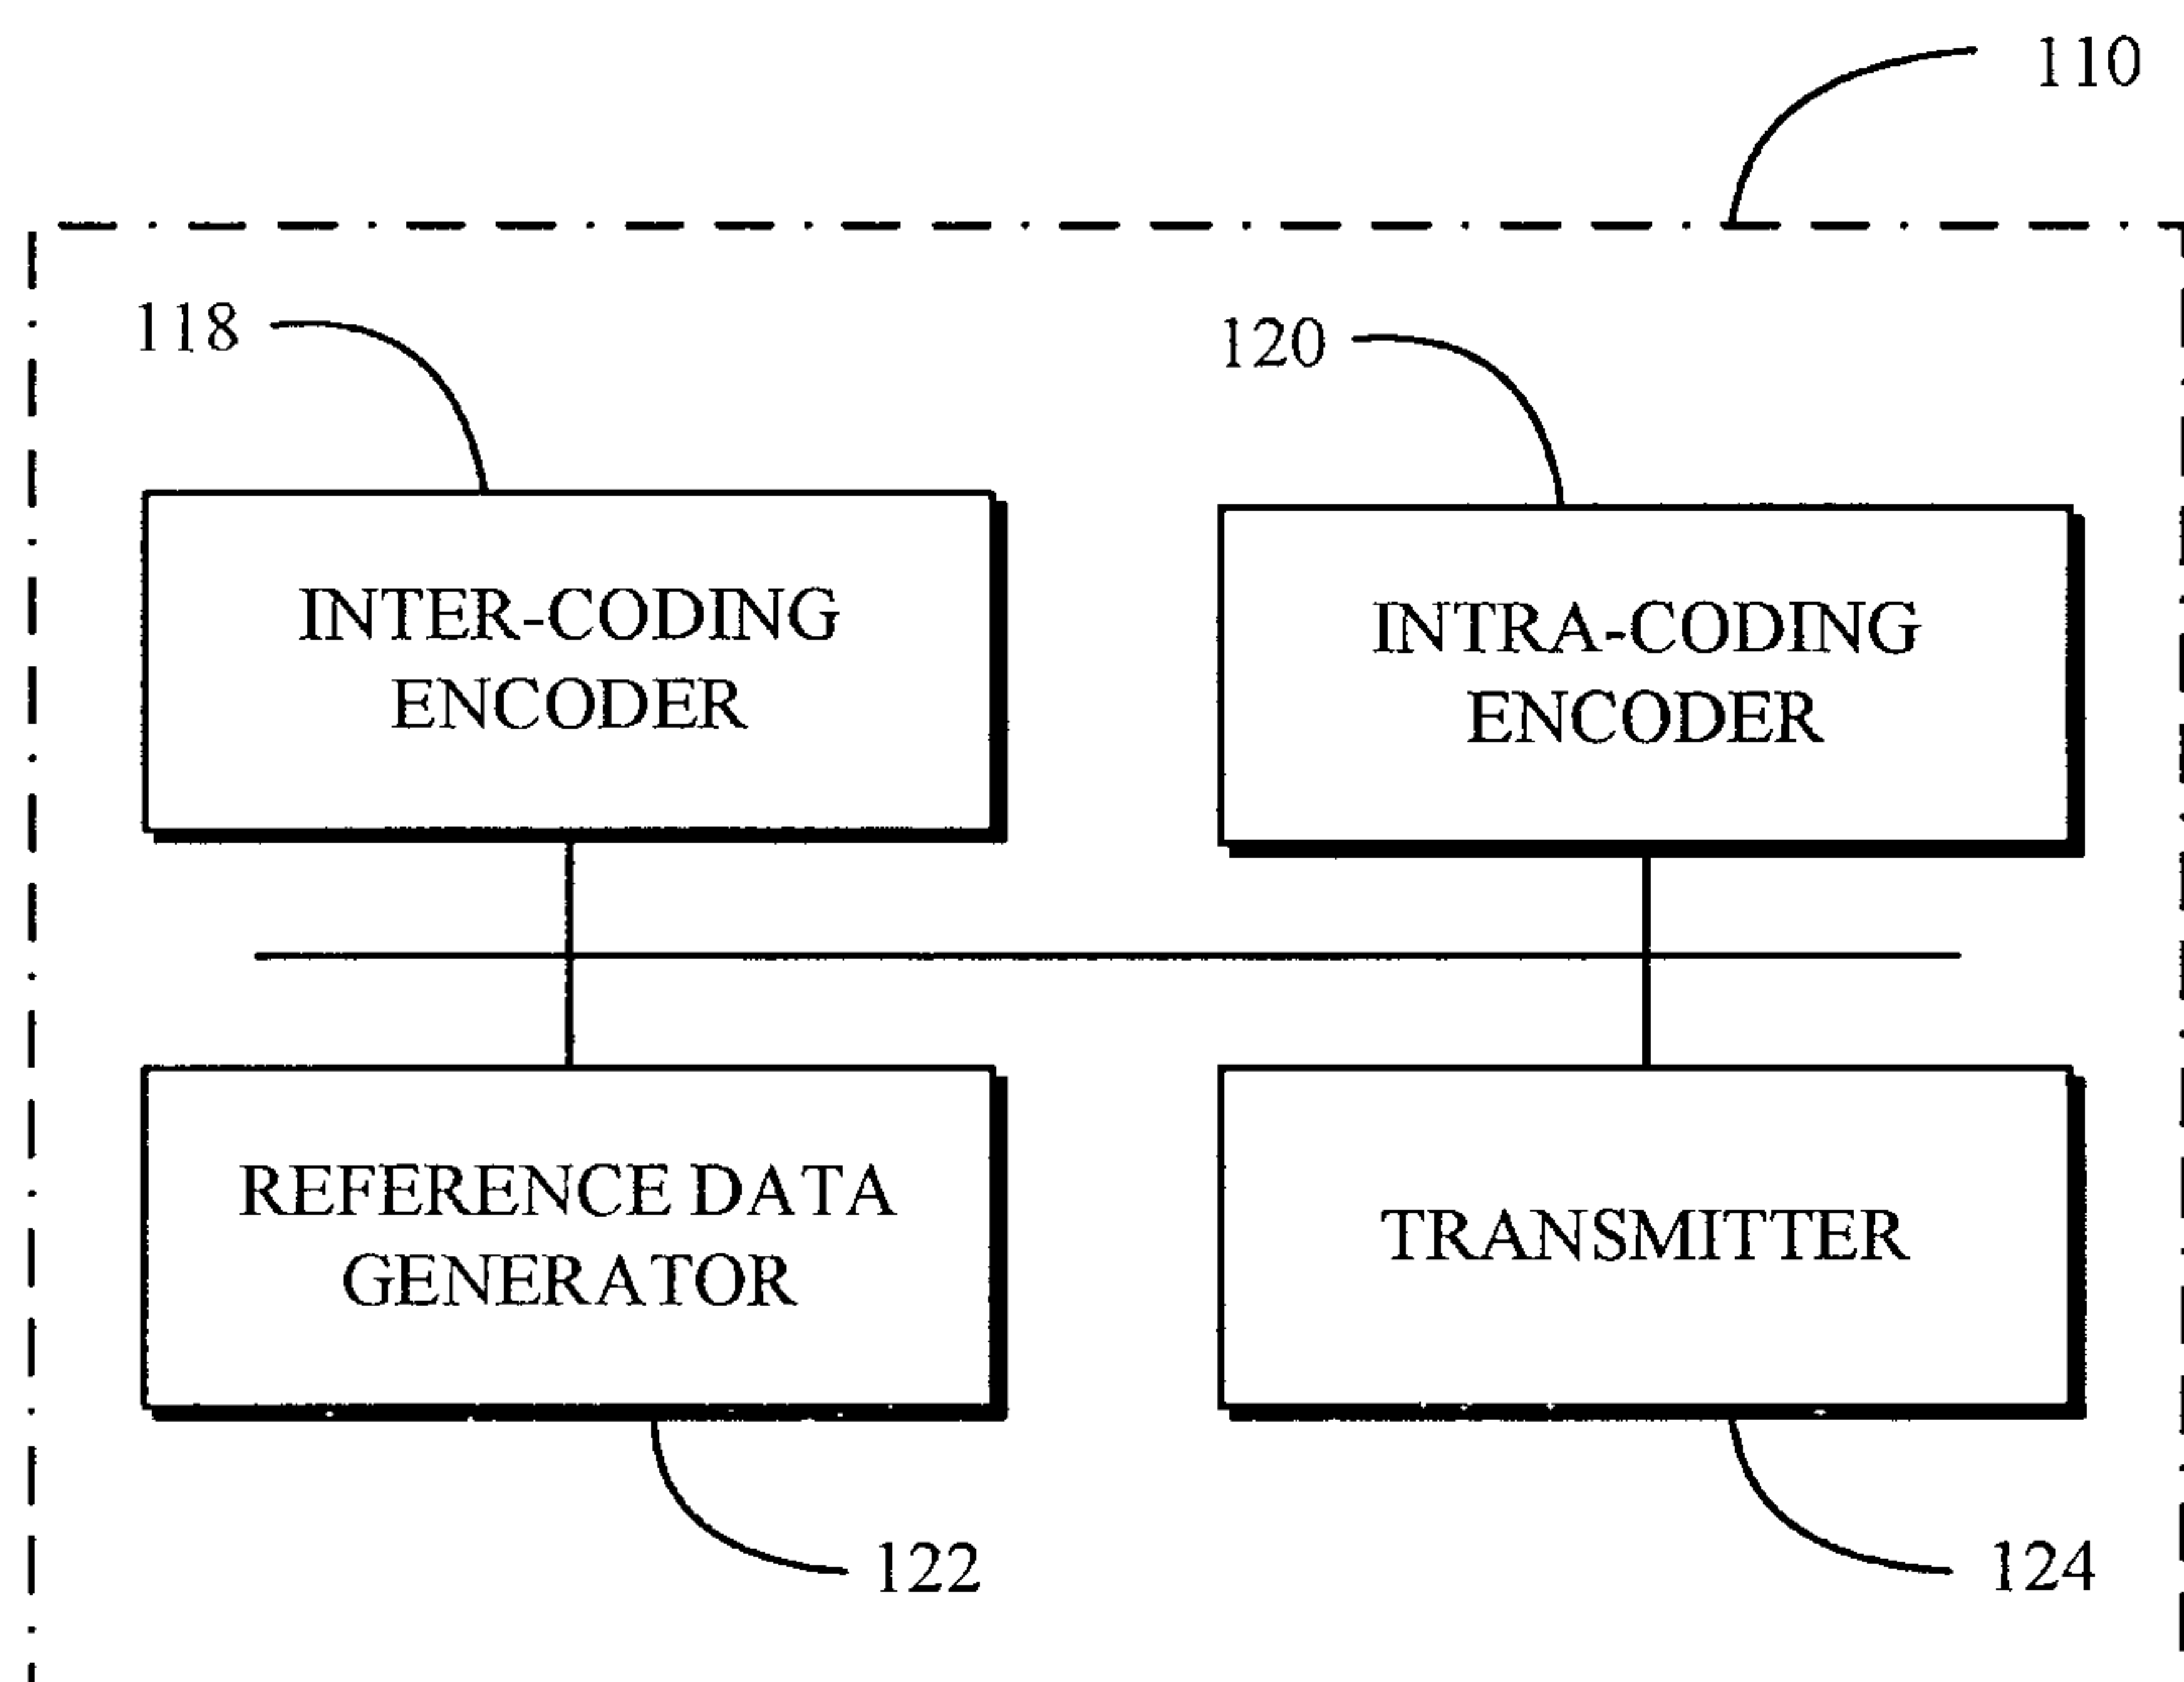 110
118
120
INTER-CODING
ENCODER
INTRA-CODING
ENCODER
REFERENCE DATA
GENERATOR
TRANSMITTER
122
124